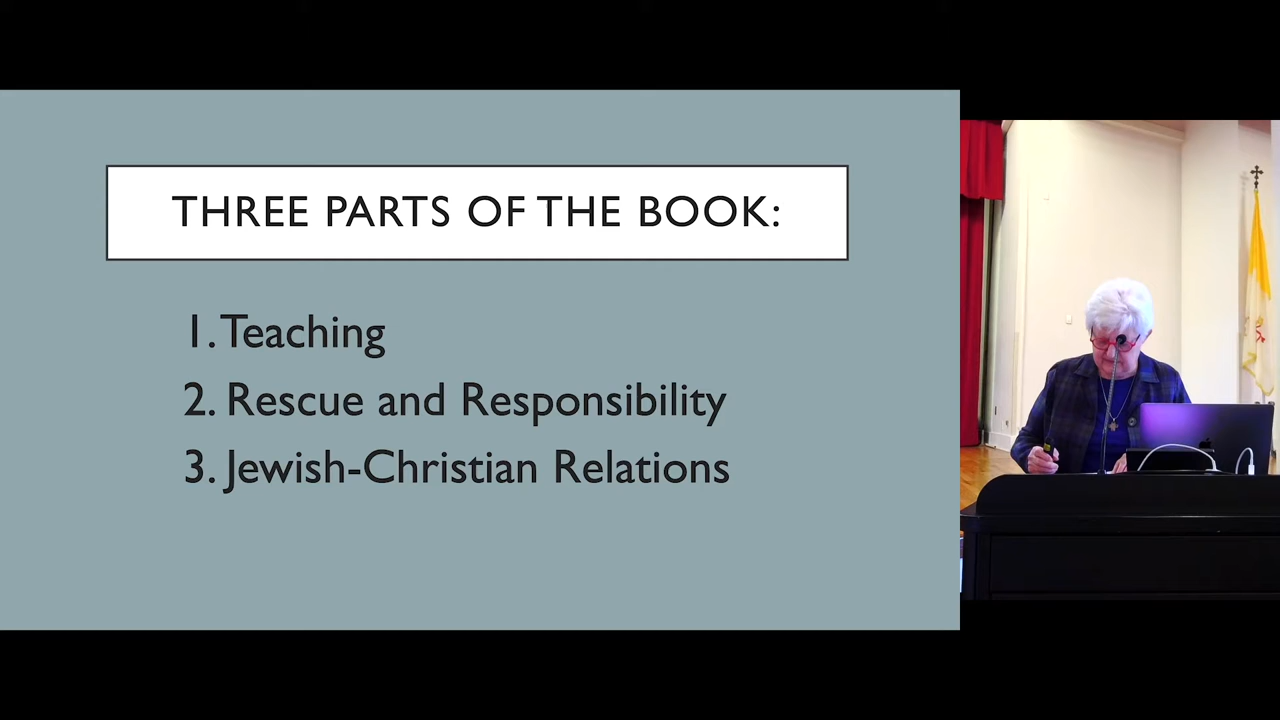 THREE PARTS OF THE BOOK:
1. Teaching
2. Rescue and Responsibility
3. Jewish-Christian Relations